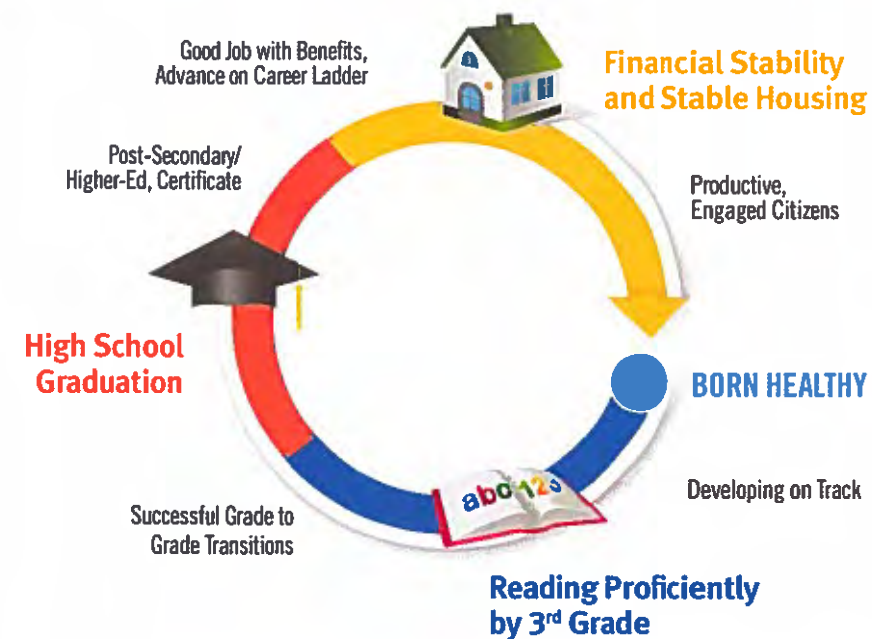 Good Job with Benefits,
Advance on Career Ladder
Financial Stability
and Stable Housing
Post-Secondary/
Higher-Ed, Certificate
Productive,
Engaged Citizens
High School
Graduation
BORN HEALTHY
abc123
Developing on Track
Successful Grade to
Grade Transitions
Reading Proficiently
by 3rd Grade